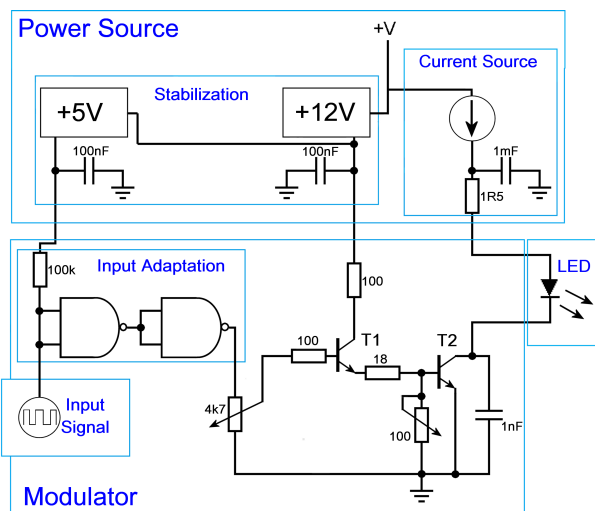 Power Source
+V
Current Source
Stabilization
+5V
+12V
100nF
100nF
1mF
1R5
100k
Input Adaptation
100
LED
T1
T2
100
18
4k7
Input
Signal
100
1nF
Modulator